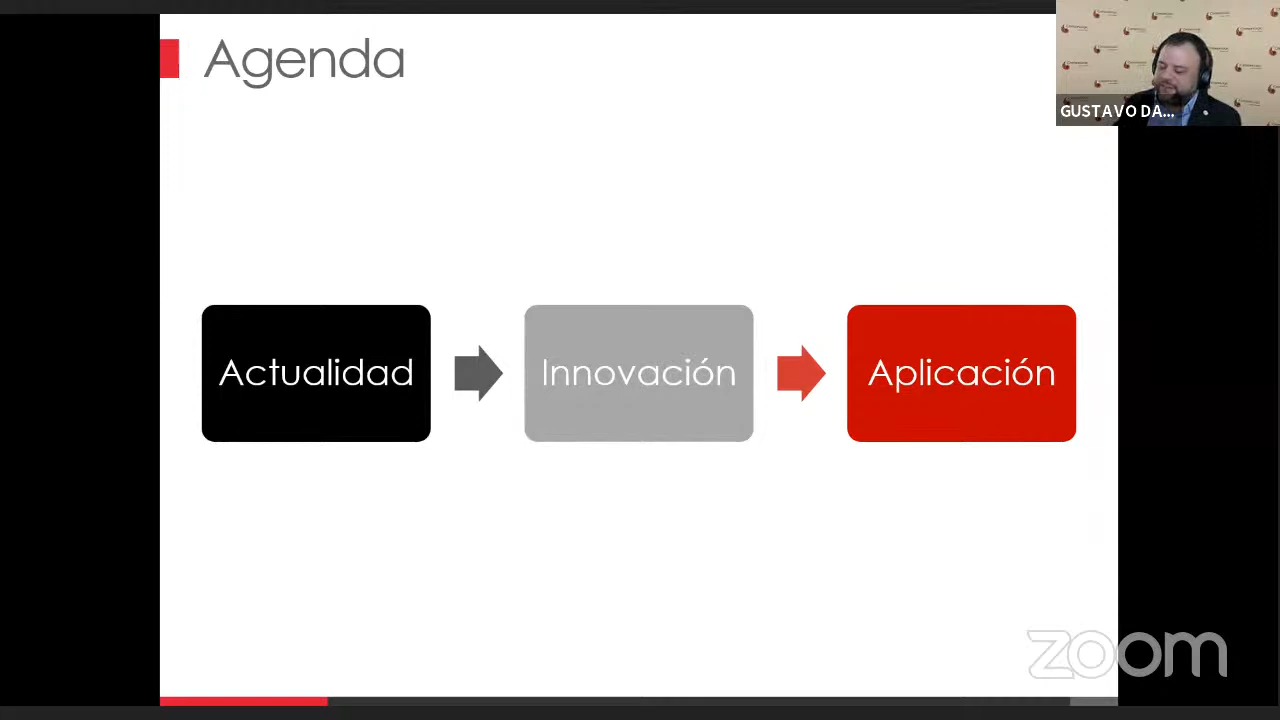 Agenda
GUSTAVO DA...
Actualidad
Innovación
Aplicación
zoom